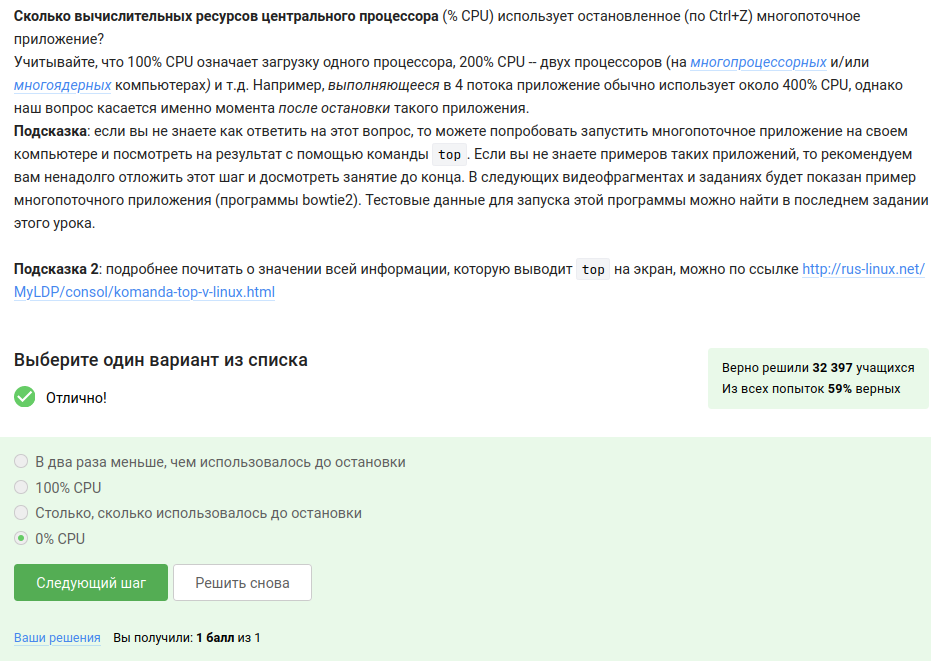 Сколько вычислительных ресурсов центрального процессора (% CPU) использует остановленное (по Ctrl+Z) многопоточное
приложение?
Учитывайте, что 100% CPU означает загрузку одного процессора, 200% CPU -- двух процессоров (на многопроцессорных и/или
многоядерных компьютерах) и т.д. Например, выполняющееся в 4 потока приложение обычно использует около 400% CPU, однако
наш вопрос касается именно момента после остановки такого приложения.
Подсказка: если вы не знаете как ответить на этот вопрос, то можете попробовать запустить многопоточное приложение на своем
компьютере и посмотреть на результат с помощью команды top. Если вы не знаете примеров таких приложений, то рекомендуем
вам ненадолго отложить этот шаг и досмотреть занятие до конца. В следующих видеофрагментах и заданиях будет показан пример
многопоточного приложения (программы bowtie2). Тестовые данные для запуска этой программы можно найти в последнем задании
этого урока.
Подсказка 2: подробнее почитать о значении всей информации, которую выводит top на экран, можно по ссылке http://rus-linux.net/
MyLDP/consol/komanda-top-v-linux.html
Выберите один вариант из списка
Отлично!
Верно решили 32 397 учащихся
Из всех попыток 59% верных
В два раза меньше, чем использовалось до остановки
100% CPU
Столько, сколько использовалось до остановки
0% CPU
Следующий шаг
Решить снова
Ваши решения Вы получили: 1 балл из 1